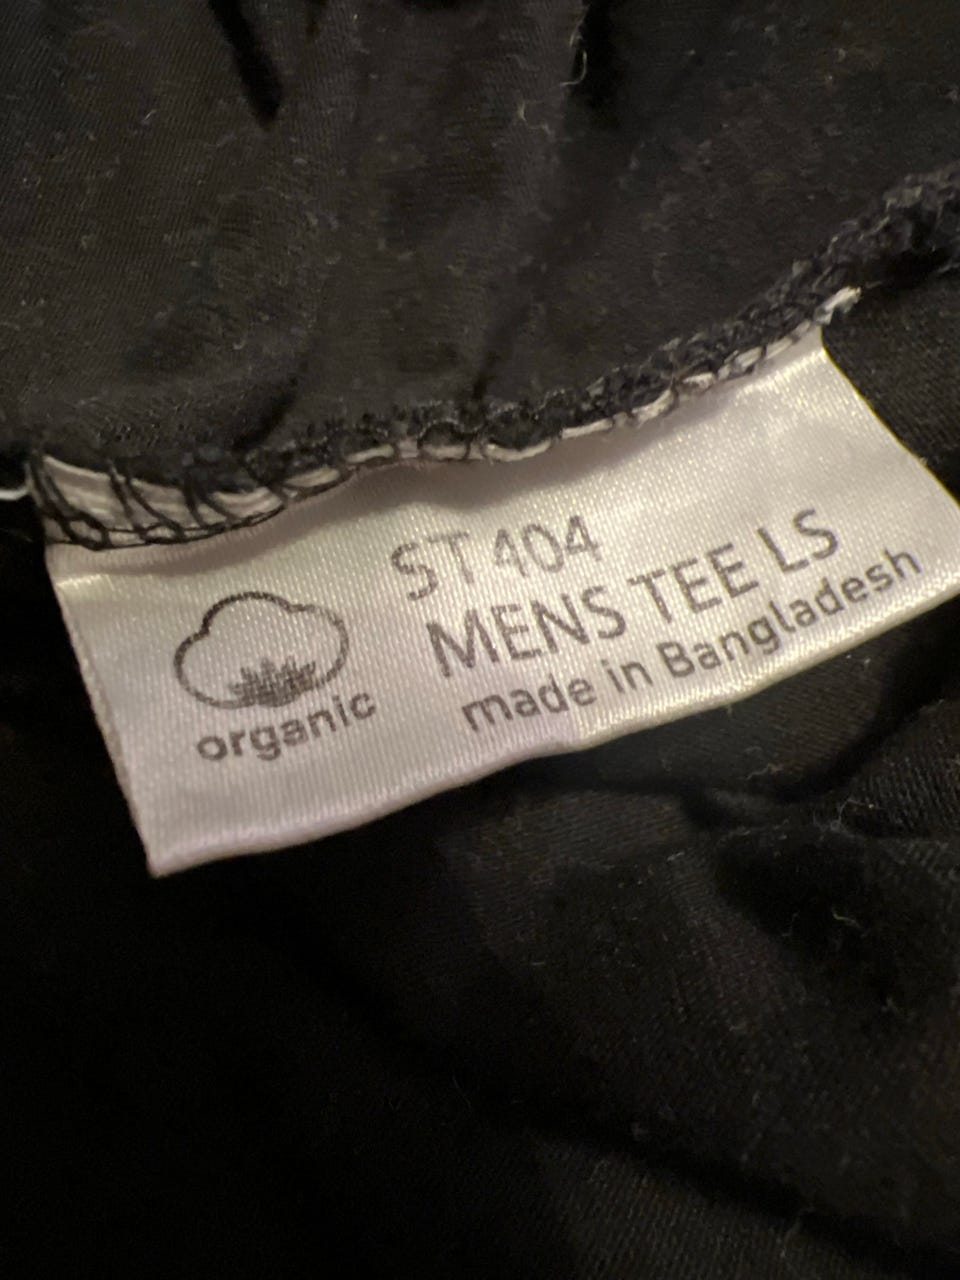 ST404
MENS TEE LS
made in Bangladesh
organic